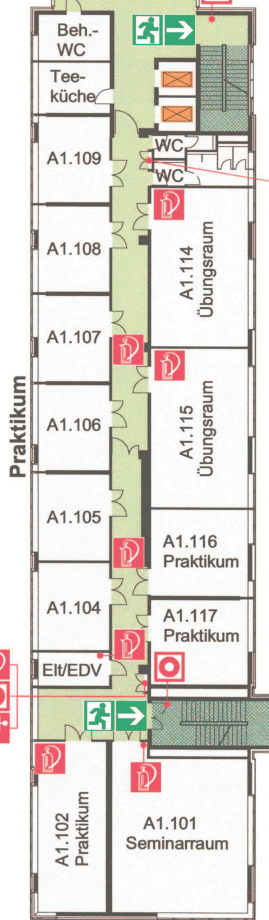 Beh.-
WC
Tee-
küche
WC
WC
A1.109
A1.114
Übungsraum
A1.108
A1.107
A1.115
Übungsraum
A1.106
Praktikum
A1.105
A1.116
Praktikum
A1.104
A1.117
Praktikum
Elt/EDV
A1.102
Praktikum
A1.101
Seminarraum